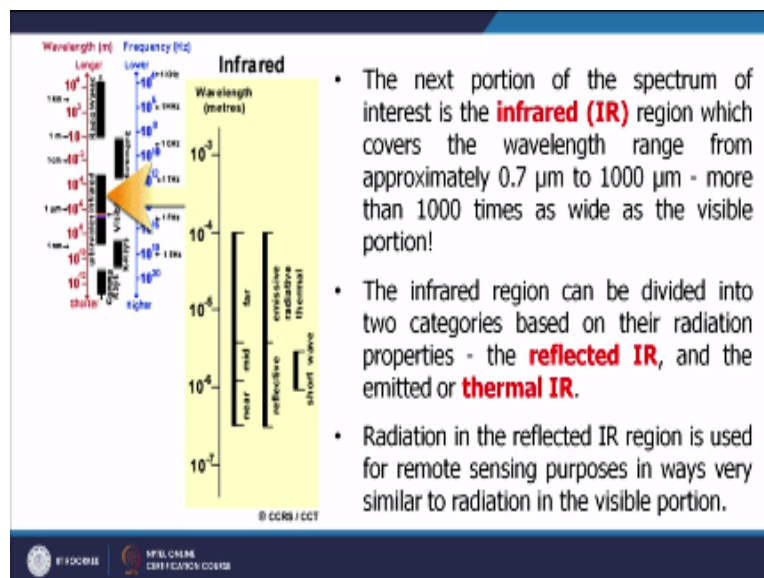 Wavelength (m) Frequency (Hz)
Longer Lower
Infrared
Wavelength
(metres)
10-3
10-4
10-5
10-6
10-7
far
mid
near
emissive
radiative
thermal
reflective
short wave
Shorter Higher
© CCRS / CCT
• The next portion of the spectrum of
interest is the infrared (IR) region which
covers the wavelength range from
approximately 0.7 µm to 1000 µm - more
than 1000 times as wide as the visible
portion!
• The infrared region can be divided into
two categories based on their radiation
properties - the reflected IR, and the
emitted or thermal IR.
• Radiation in the reflected IR region is used
for remote sensing purposes in ways very
similar to radiation in the visible portion.
IIT ROORKEE
NPTEL ONLINE
CERTIFICATION COURSE